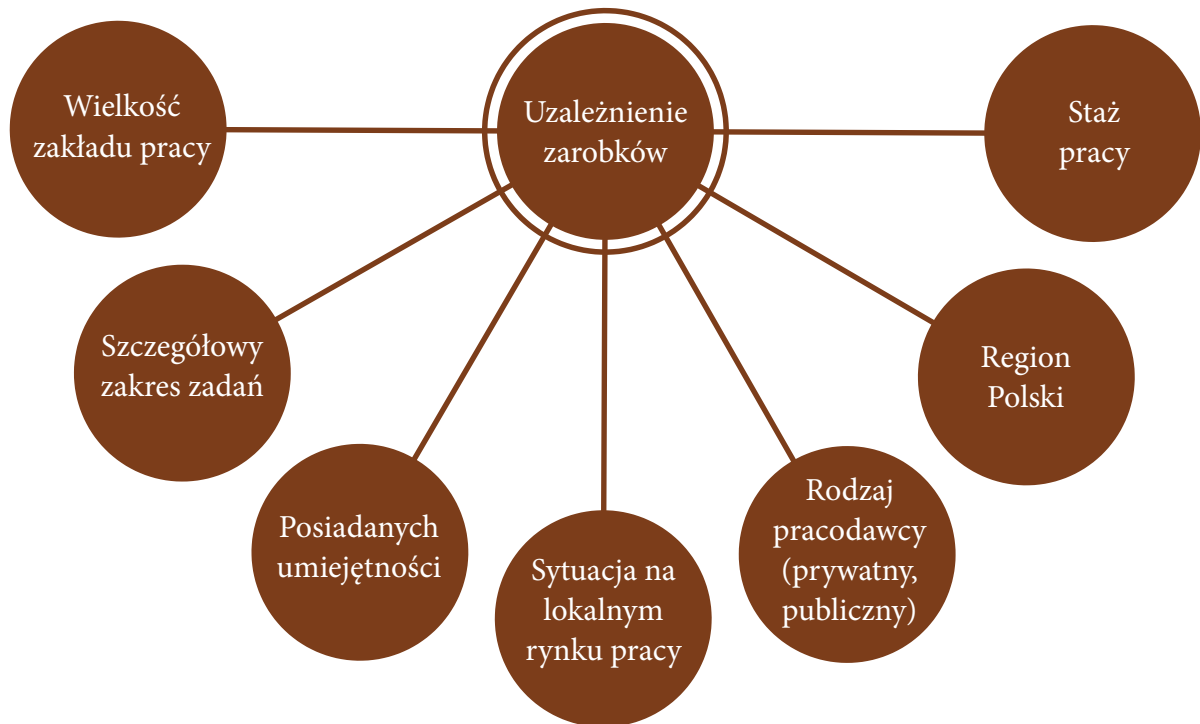 Uzależnienie
zarobków
Wielkość
zakładu pracy
Szczegółowy
zakres zadań
Posiadanych
umiejętności
Sytuacja na
lokalnym
rynku pracy
Rodzaj
pracodawcy
(prywatny,
publiczny)
Region
Polski
Staż
pracy